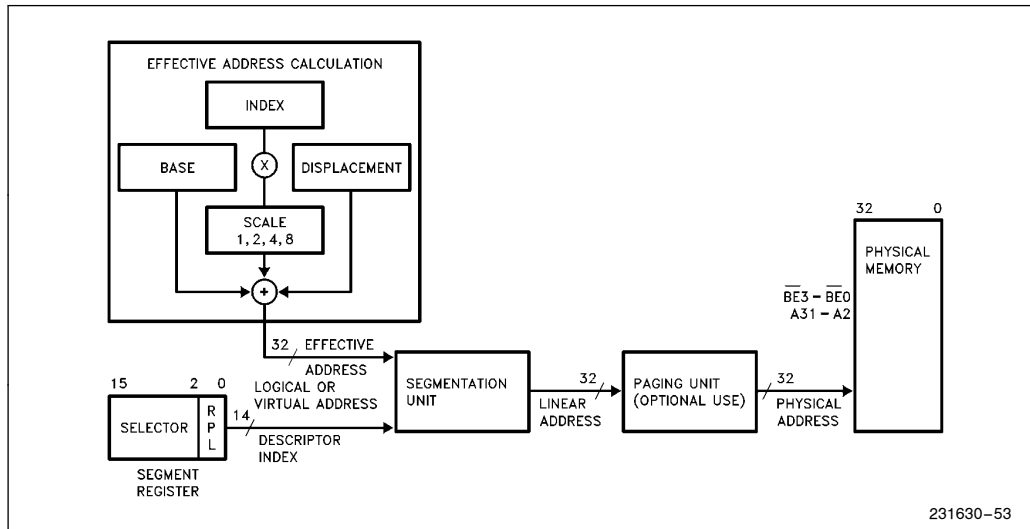 EFFECTIVE ADDRESS CALCULATION
INDEX
X
BASE
DISPLACEMENT
SCALE
1, 2, 4, 8
+
32 EFFECTIVE
ADDRESS
LOGICAL OR
VIRTUAL ADDRESS
15 2 0
SELECTOR
R
P
L
SEGMENT
REGISTER
14
DESCRIPTOR
INDEX
SEGMENTATION
UNIT
32
LINEAR
ADDRESS
PAGING UNIT
(OPTIONAL USE)
32
PHYSICAL
ADDRESS
32 0
PHYSICAL
MEMORY
B̅E̅3 – B̅E̅0
A31 – A2
231630–53